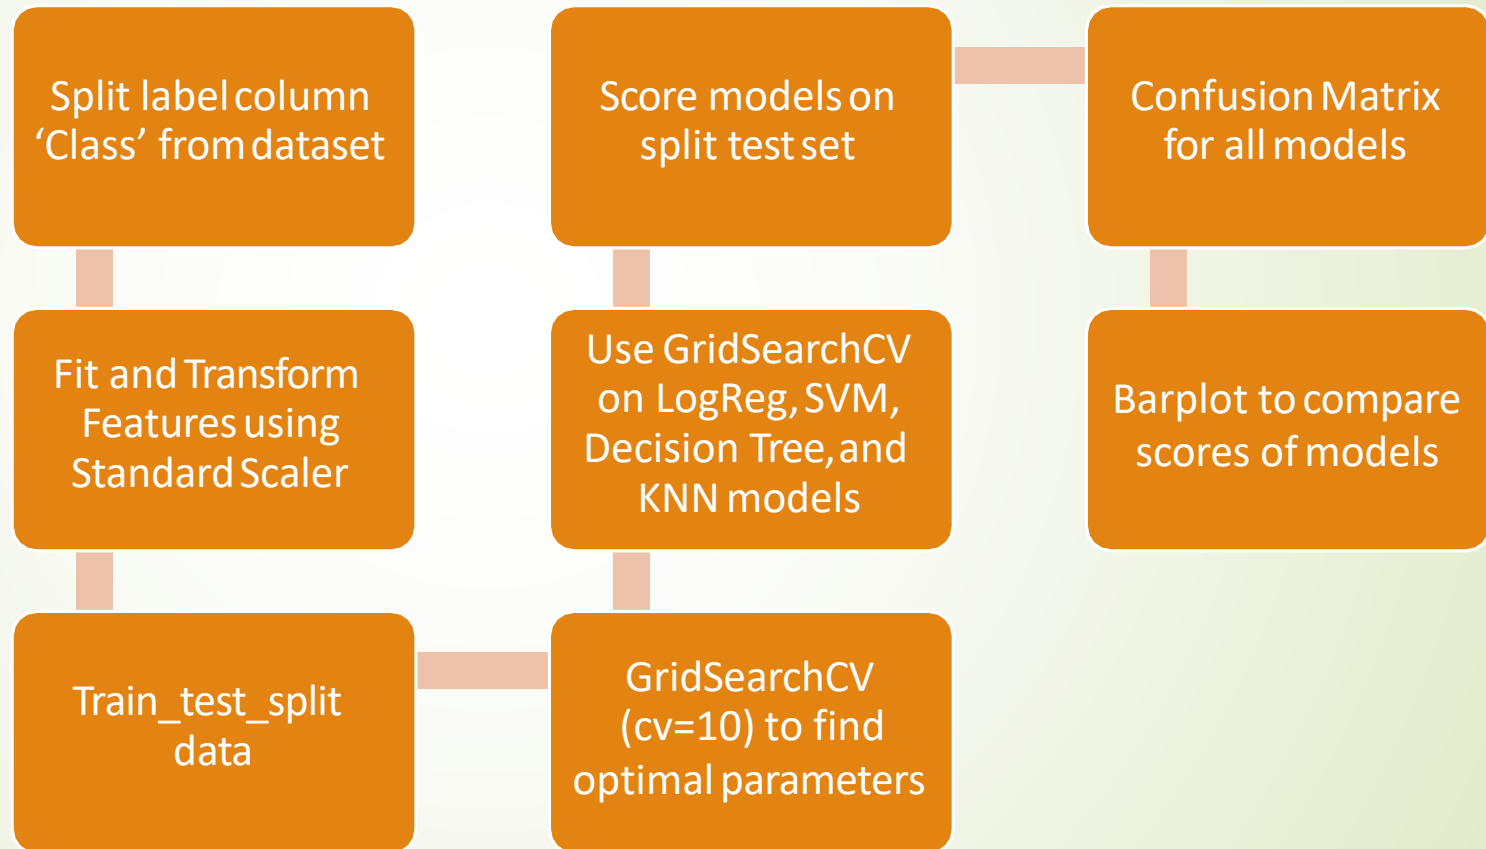 Split label column
‘Class’ from dataset
Fit and Transform
Features using
Standard Scaler
Train_test_split
data
GridSearchCV
(cv=10) to find
optimal parameters
Use GridSearchCV
on LogReg, SVM,
Decision Tree, and
KNN models
Score models on
split test set
Confusion Matrix
for all models
Barplot to compare
scores of models